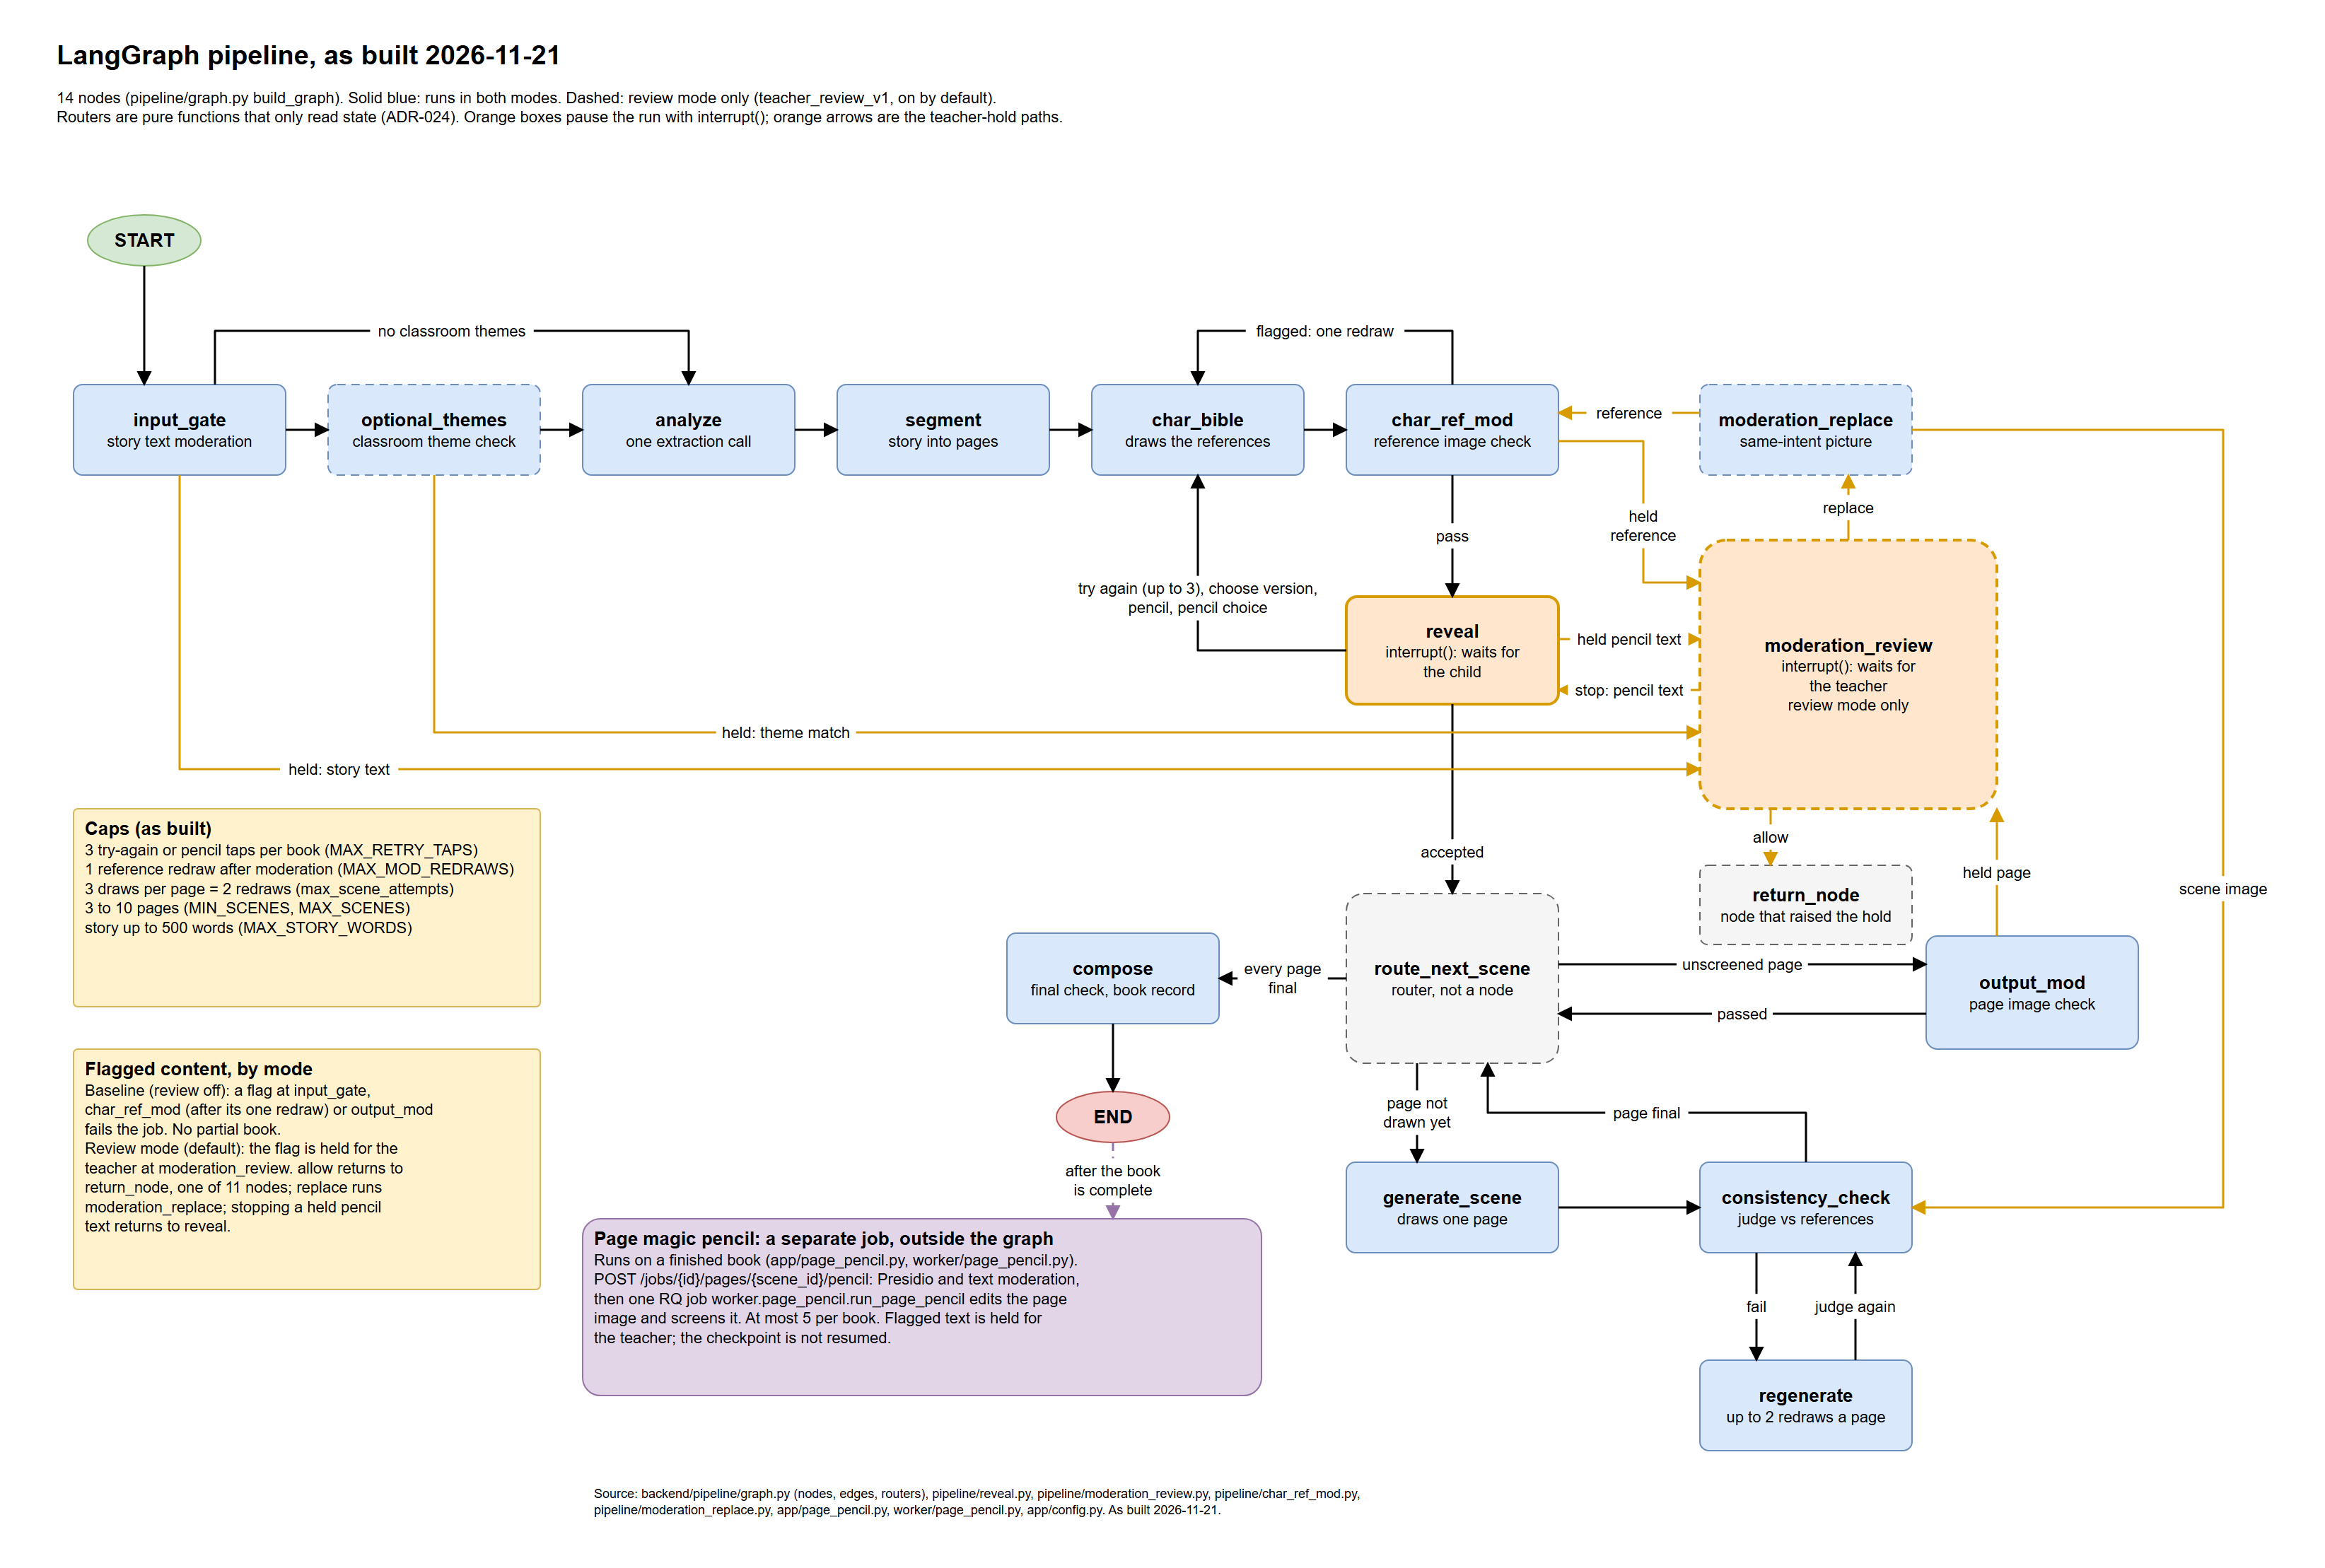 LangGraph pipeline, as built 2026-11-21
14 nodes (pipeline/graph.py build_graph). Solid blue: runs in both modes. Dashed: review mode only (teacher_review_v1, on by default).
Routers are pure functions that only read state (ADR-024). Orange boxes pause the run with interrupt(); orange arrows are the teacher-hold paths.
START
no classroom themes
flagged: one redraw
input_gate
story text moderation
optional_themes
classroom theme check
analyze
one extraction call
segment
story into pages
char_bible
draws the references
char_ref_mod
reference image check
reference
moderation_replace
same-intent picture
held
reference
replace
pass
try again (up to 3), choose version,
pencil, pencil choice
reveal
interrupt(): waits for
the child
held pencil text
stop: pencil text
moderation_review
interrupt(): waits for
the teacher
review mode only
held: theme match
held: story text
Caps (as built)
3 try-again or pencil taps per book (MAX_RETRY_TAPS)
1 reference redraw after moderation (MAX_MOD_REDRAWS)
3 draws per page = 2 redraws (max_scene_attempts)
3 to 10 pages (MIN_SCENES, MAX_SCENES)
story up to 500 words (MAX_STORY_WORDS)
accepted
allow
held page
scene image
return_node
node that raised the hold
compose
final check, book record
every page
final
route_next_scene
router, not a node
unscreened page
passed
output_mod
page image check
Flagged content, by mode
Baseline (review off): a flag at input_gate,
char_ref_mod (after its one redraw) or output_mod
fails the job. No partial book.
Review mode (default): the flag is held for the
teacher at moderation_review. allow returns to
return_node, one of 11 nodes; replace runs
moderation_replace; stopping a held pencil
text returns to reveal.
END
page not
drawn yet
page final
after the book
is complete
generate_scene
draws one page
consistency_check
judge vs references
Page magic pencil: a separate job, outside the graph
Runs on a finished book (app/page_pencil.py, worker/page_pencil.py).
POST /jobs/{id}/pages/{scene_id}/pencil: Presidio and text moderation,
then one RQ job worker.page_pencil.run_page_pencil edits the page
image and screens it. At most 5 per book. Flagged text is held for
the teacher; the checkpoint is not resumed.
fail
judge again
regenerate
up to 2 redraws a page
Source: backend/pipeline/graph.py (nodes, edges, routers), pipeline/reveal.py, pipeline/moderation_review.py, pipeline/char_ref_mod.py,
pipeline/moderation_replace.py, app/page_pencil.py, worker/page_pencil.py, app/config.py. As built 2026-11-21.